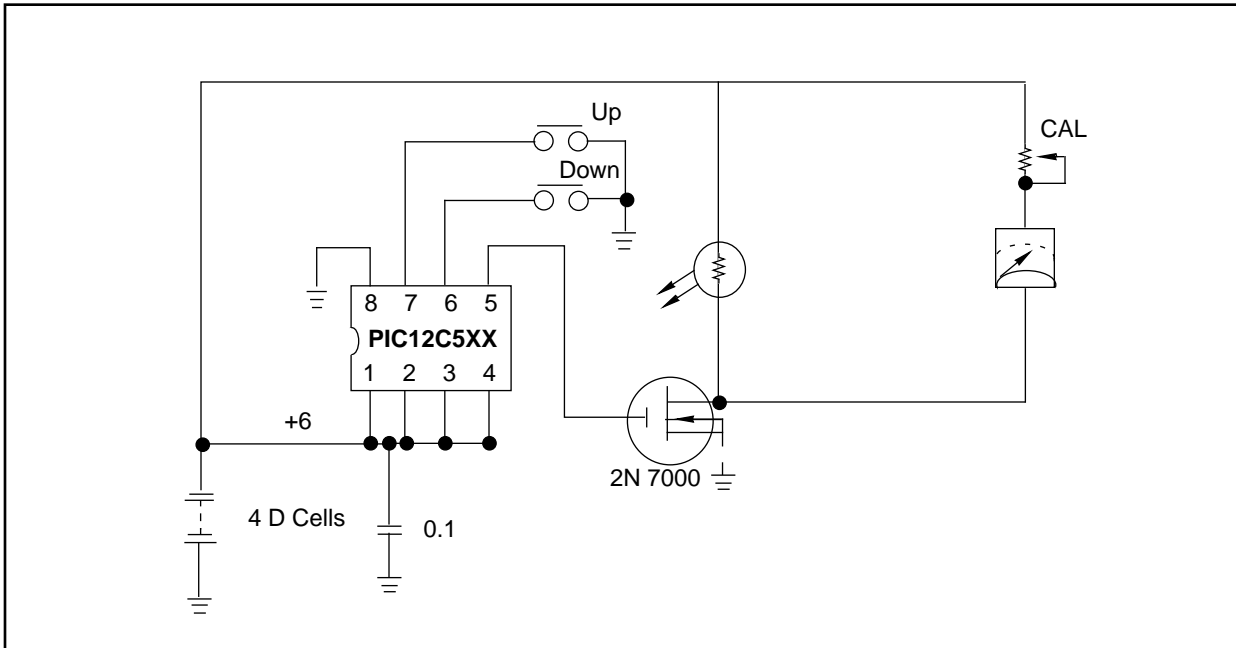 Up
CAL
Down
8 7 6 5
PIC12C5XX
1 2 3 4
+6
2N 7000
4 D Cells
0.1